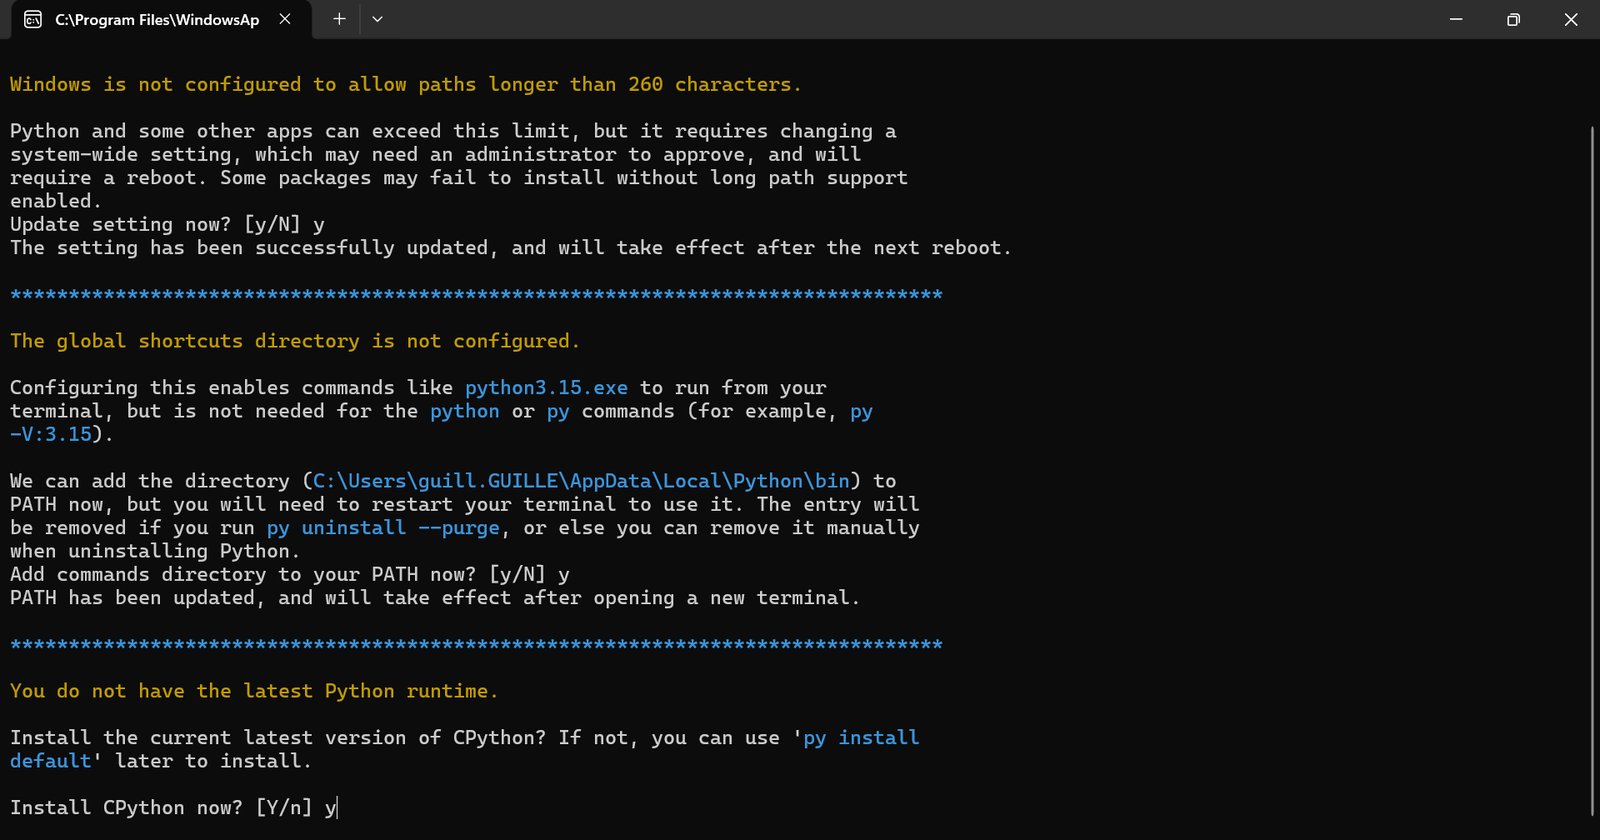 C:\Program Files\WindowsAp
Windows is not configured to allow paths longer than 260 characters.
Python and some other apps can exceed this limit, but it requires changing a
system-wide setting, which may need an administrator to approve, and will
require a reboot. Some packages may fail to install without long path support
enabled.
Update setting now? [y/N] y
The setting has been successfully updated, and will take effect after the next reboot.
********************************************************************************
The global shortcuts directory is not configured.
Configuring this enables commands like python3.15.exe to run from your
terminal, but is not needed for the python or py commands (for example, py
-V:3.15).
We can add the directory (C:\Users\guill.GUILLE\AppData\Local\Python\bin) to
PATH now, but you will need to restart your terminal to use it. The entry will
be removed if you run py uninstall --purge, or else you can remove it manually
when uninstalling Python.
Add commands directory to your PATH now? [y/N] y
PATH has been updated, and will take effect after opening a new terminal.
********************************************************************************
You do not have the latest Python runtime.
Install the current latest version of CPython? If not, you can use 'py install
default' later to install.
Install CPython now? [Y/n] y